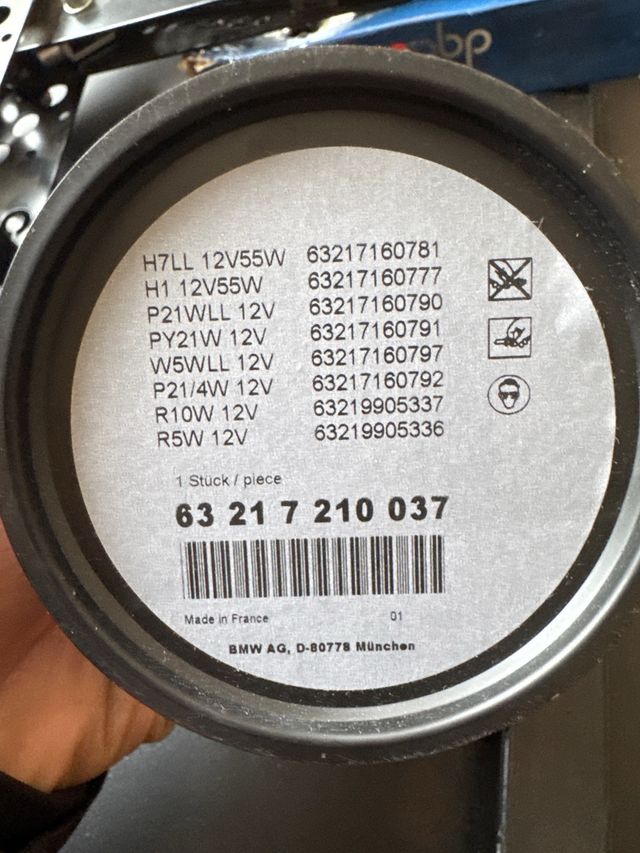 H7LL 12V55W 63217160781
H1 12V55W 63217160777
P21WLL 12V 63217160790
PY21W 12V 63217160791
W5WLL 12V 63217160797
P21/4W 12V 63217160792
R10W 12V 63219905337
R5W 12V 63219905336
1 Stück / piece
63 21 7 210 037
Made in France 01
BMW AG, D-80778 München